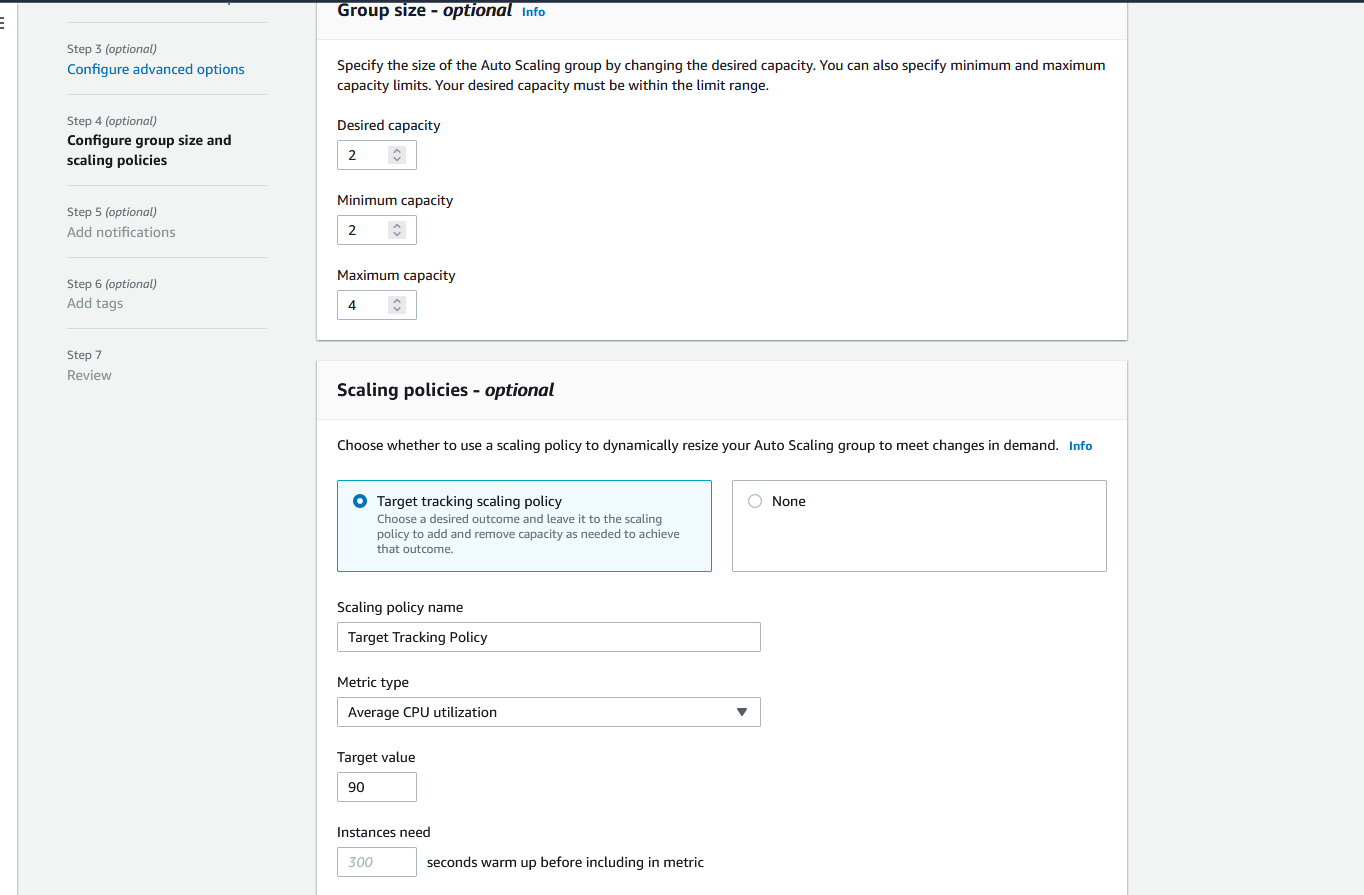 Step 3 (optional)
Configure advanced options
Step 4 (optional)
Configure group size and
scaling policies
Step 5 (optional)
Add notifications
Step 6 (optional)
Add tags
Step 7
Review
Group size - optional Info
Specify the size of the Auto Scaling group by changing the desired capacity. You can also specify minimum and maximum
capacity limits. Your desired capacity must be within the limit range.
Desired capacity
2
Minimum capacity
2
Maximum capacity
4
Scaling policies - optional
Choose whether to use a scaling policy to dynamically resize your Auto Scaling group to meet changes in demand. Info
Target tracking scaling policy
Choose a desired outcome and leave it to the scaling
policy to add and remove capacity as needed to achieve
that outcome.
None
Scaling policy name
Target Tracking Policy
Metric type
Average CPU utilization
Target value
90
Instances need
300 seconds warm up before including in metric